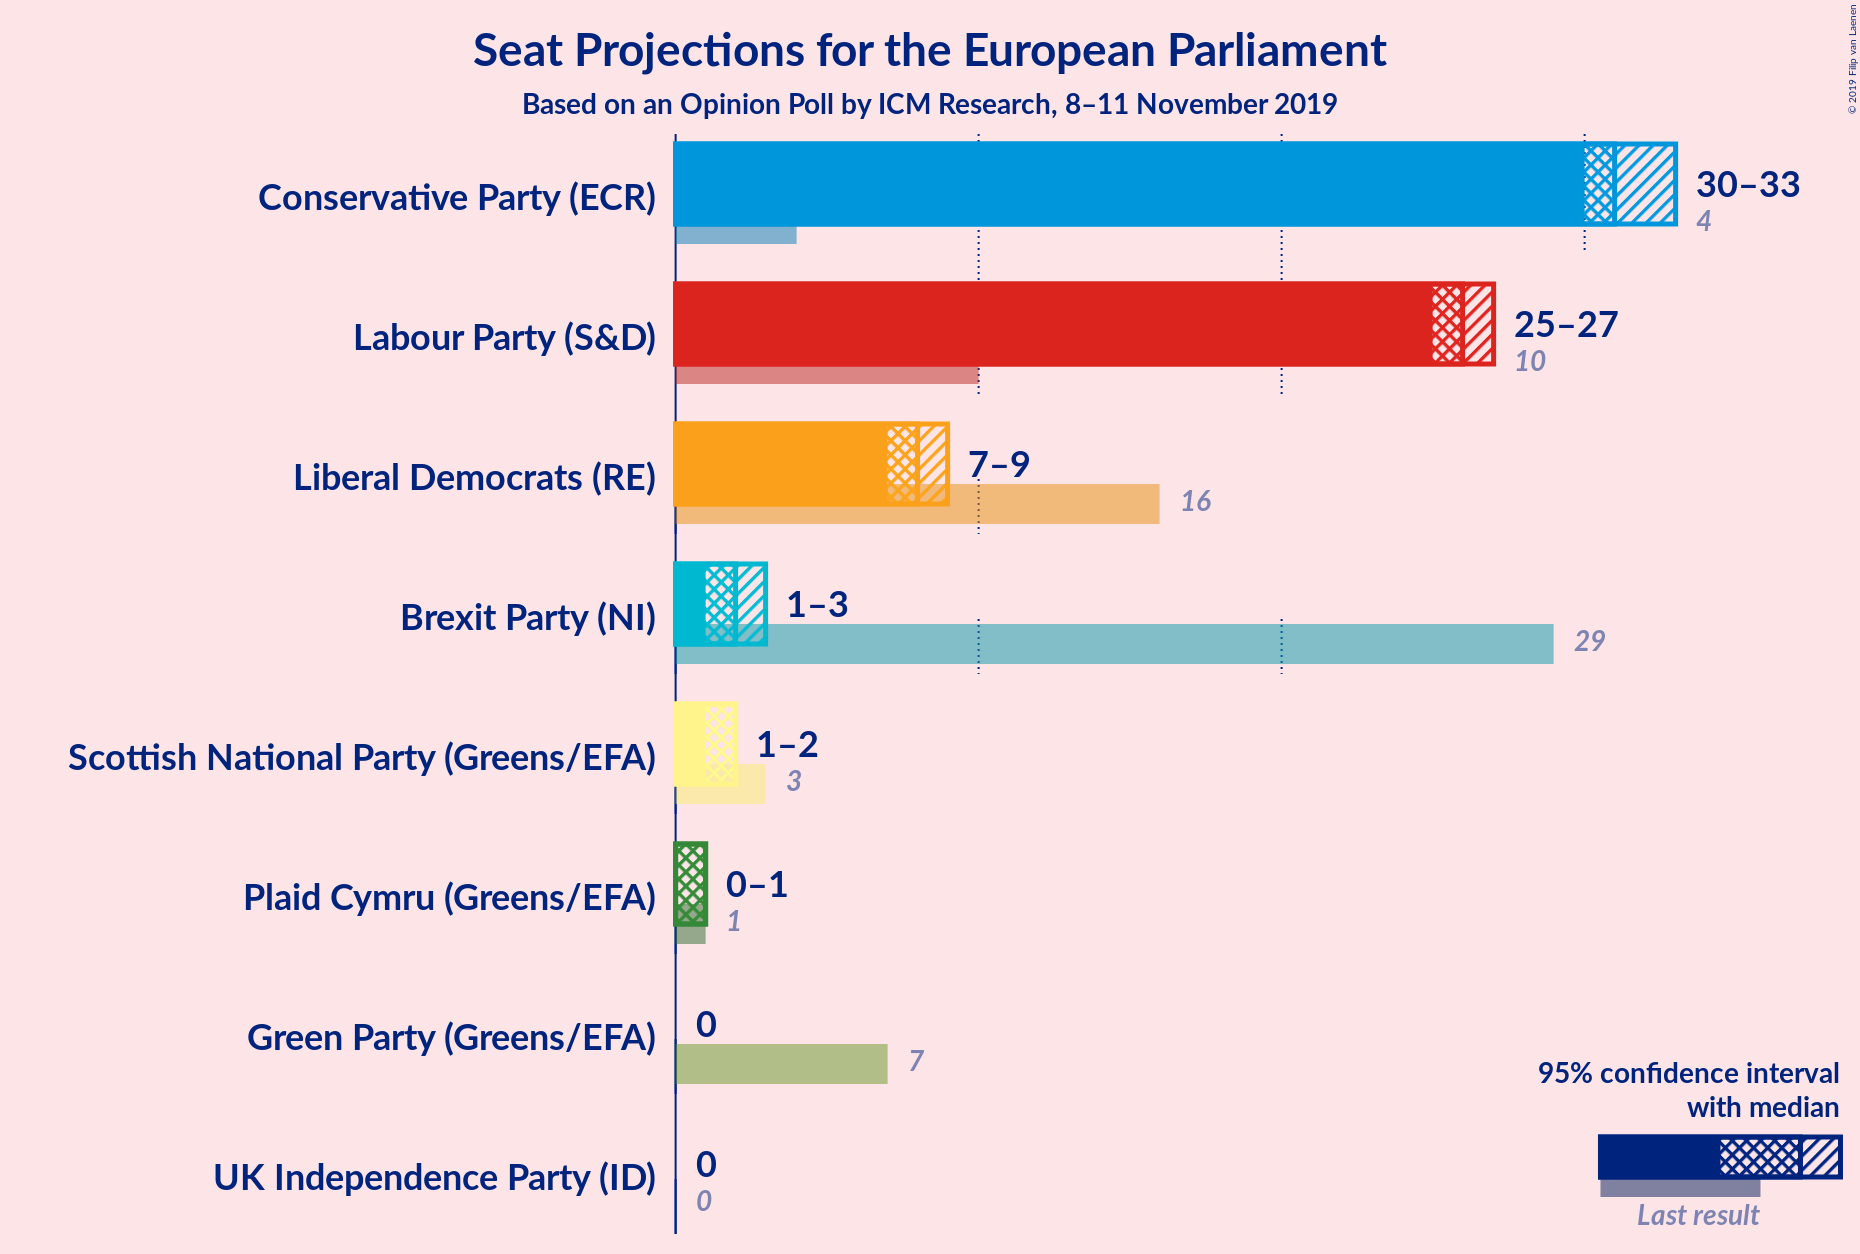 Seat Projections for the European Parliament
Based on an Opinion Poll by ICM Research, 8–11 November 2019
© 2019 Filip van Laenen
Conservative Party (ECR)
30–33
4
Labour Party (S&D)
25–27
10
Liberal Democrats (RE)
7–9
16
Brexit Party (NI)
1–3
29
Scottish National Party (Greens/EFA)
1–2
3
Plaid Cymru (Greens/EFA)
0–1
1
Green Party (Greens/EFA)
0
7
UK Independence Party (ID)
0
0
95% confidence interval
with median
Last result